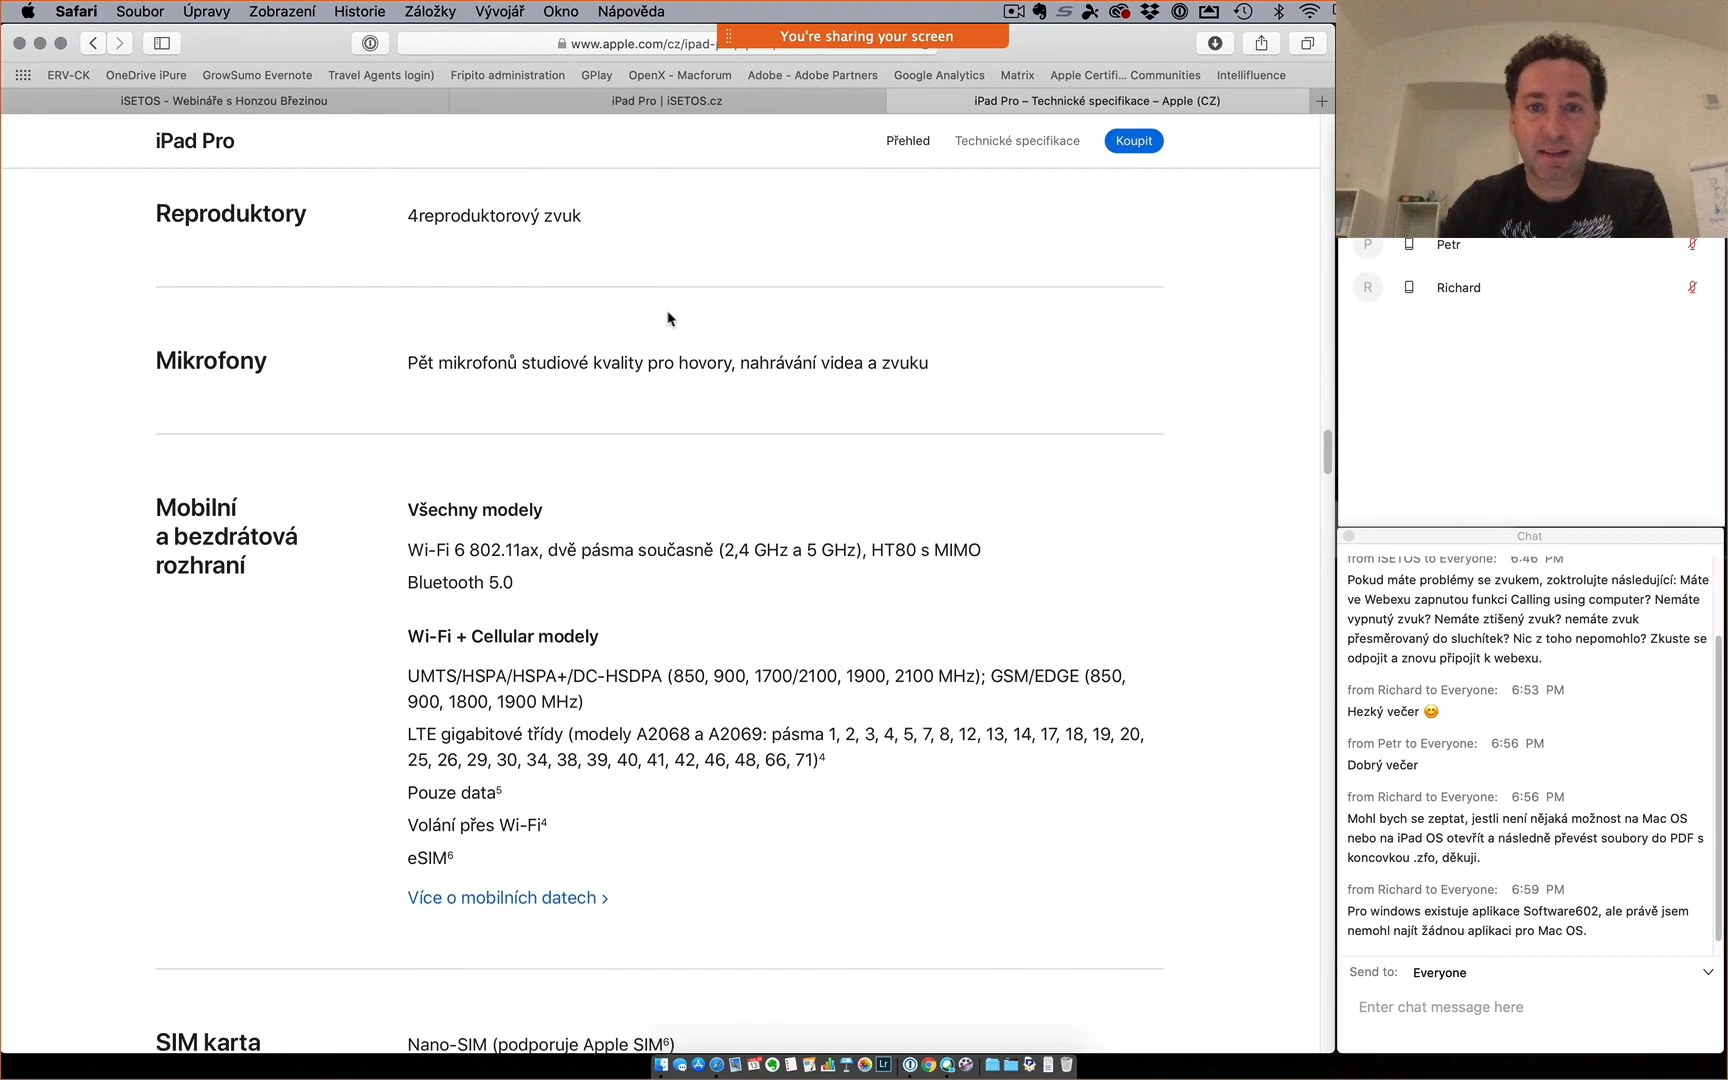 Safari Soubor Úpravy Zobrazení Historie Záložky Vývojář Okno Nápověda
You're sharing your screen
www.apple.com/cz/ipad-
ERV-CK OneDrive iPure GrowSumo Evernote Travel Agents login) Fripito administration GPlay OpenX - Macforum Adobe - Adobe Partners Google Analytics Matrix Apple Certifi... Communities Intellifluence
iSETOS - Webináře s Honzou Březinou iPad Pro | iSETOS.cz iPad Pro – Technické specifikace – Apple (CZ)
iPad Pro Přehled Technické specifikace Koupit
Reproduktory 4reproduktorový zvuk
Mikrofony Pět mikrofonů studiové kvality pro hovory, nahrávání videa a zvuku
Mobilní
a bezdrátová
rozhraní
Všechny modely
Wi-Fi 6 802.11ax, dvě pásma současně (2,4 GHz a 5 GHz), HT80 s MIMO
Bluetooth 5.0
Wi-Fi + Cellular modely
UMTS/HSPA/HSPA+/DC-HSDPA (850, 900, 1700/2100, 1900, 2100 MHz); GSM/EDGE (850,
900, 1800, 1900 MHz)
LTE gigabitové třídy (modely A2068 a A2069: pásma 1, 2, 3, 4, 5, 7, 8, 12, 13, 14, 17, 18, 19, 20,
25, 26, 29, 30, 34, 38, 39, 40, 41, 42, 46, 48, 66, 71)⁴
Pouze data⁵
Volání přes Wi-Fi⁴
eSIM⁶
Více o mobilních datech >
SIM karta Nano-SIM (podporuje Apple SIM⁶)
P Petr
R Richard
Chat
from iSETOS to Everyone: 6:46 PM
Pokud máte problémy se zvukem, zoktrolujte následující: Máte
ve Webexu zapnutou funkci Calling using computer? Nemáte
vypnutý zvuk? Nemáte ztišený zvuk? nemáte zvuk
přesměrovaný do sluchítek? Nic z toho nepomohlo? Zkuste se
odpojit a znovu připojit k webexu.
from Richard to Everyone: 6:53 PM
Hezký večer 😊
from Petr to Everyone: 6:56 PM
Dobrý večer
from Richard to Everyone: 6:56 PM
Mohl bych se zeptat, jestli není nějaká možnost na Mac OS
nebo na iPad OS otevřít a následně převést soubory do PDF s
koncovkou .zfo, děkuji.
from Richard to Everyone: 6:59 PM
Pro windows existuje aplikace Software602, ale právě jsem
nemohl najít žádnou aplikaci pro Mac OS.
Send to: Everyone
Enter chat message here